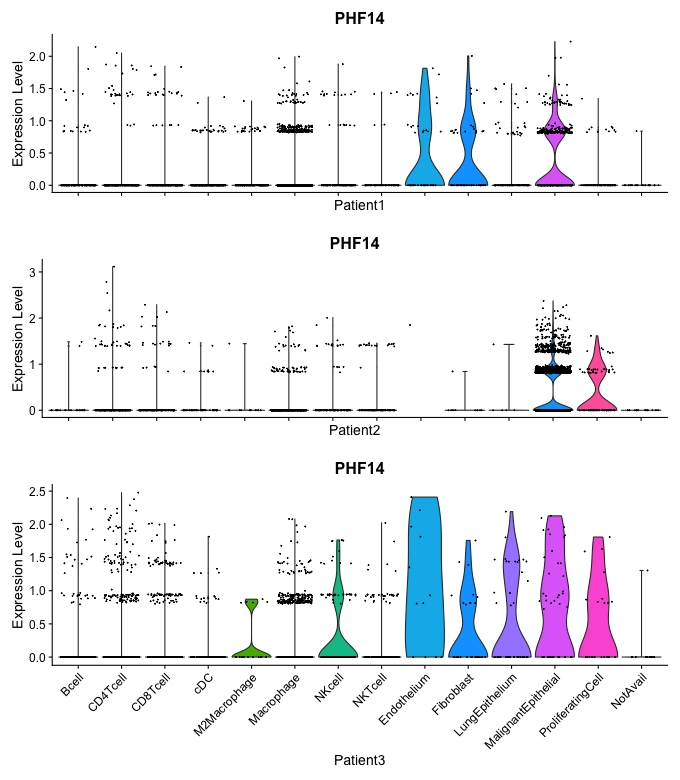 PHF14
Expression Level
2.0
1.5
1.0
0.5
0.0
Patient1
PHF14
Expression Level
3
2
1
0
Patient2
PHF14
Expression Level
2.5
2.0
1.5
1.0
0.5
0.0
Bcell
CD4Tcell
CD8Tcell
cDC
M2Macrophage
Macrophage
NKcell
NKTcell
Endothelium
Fibroblast
LungEpithelium
MalignantEpithelial
ProliferatingCell
NotAvail
Patient3